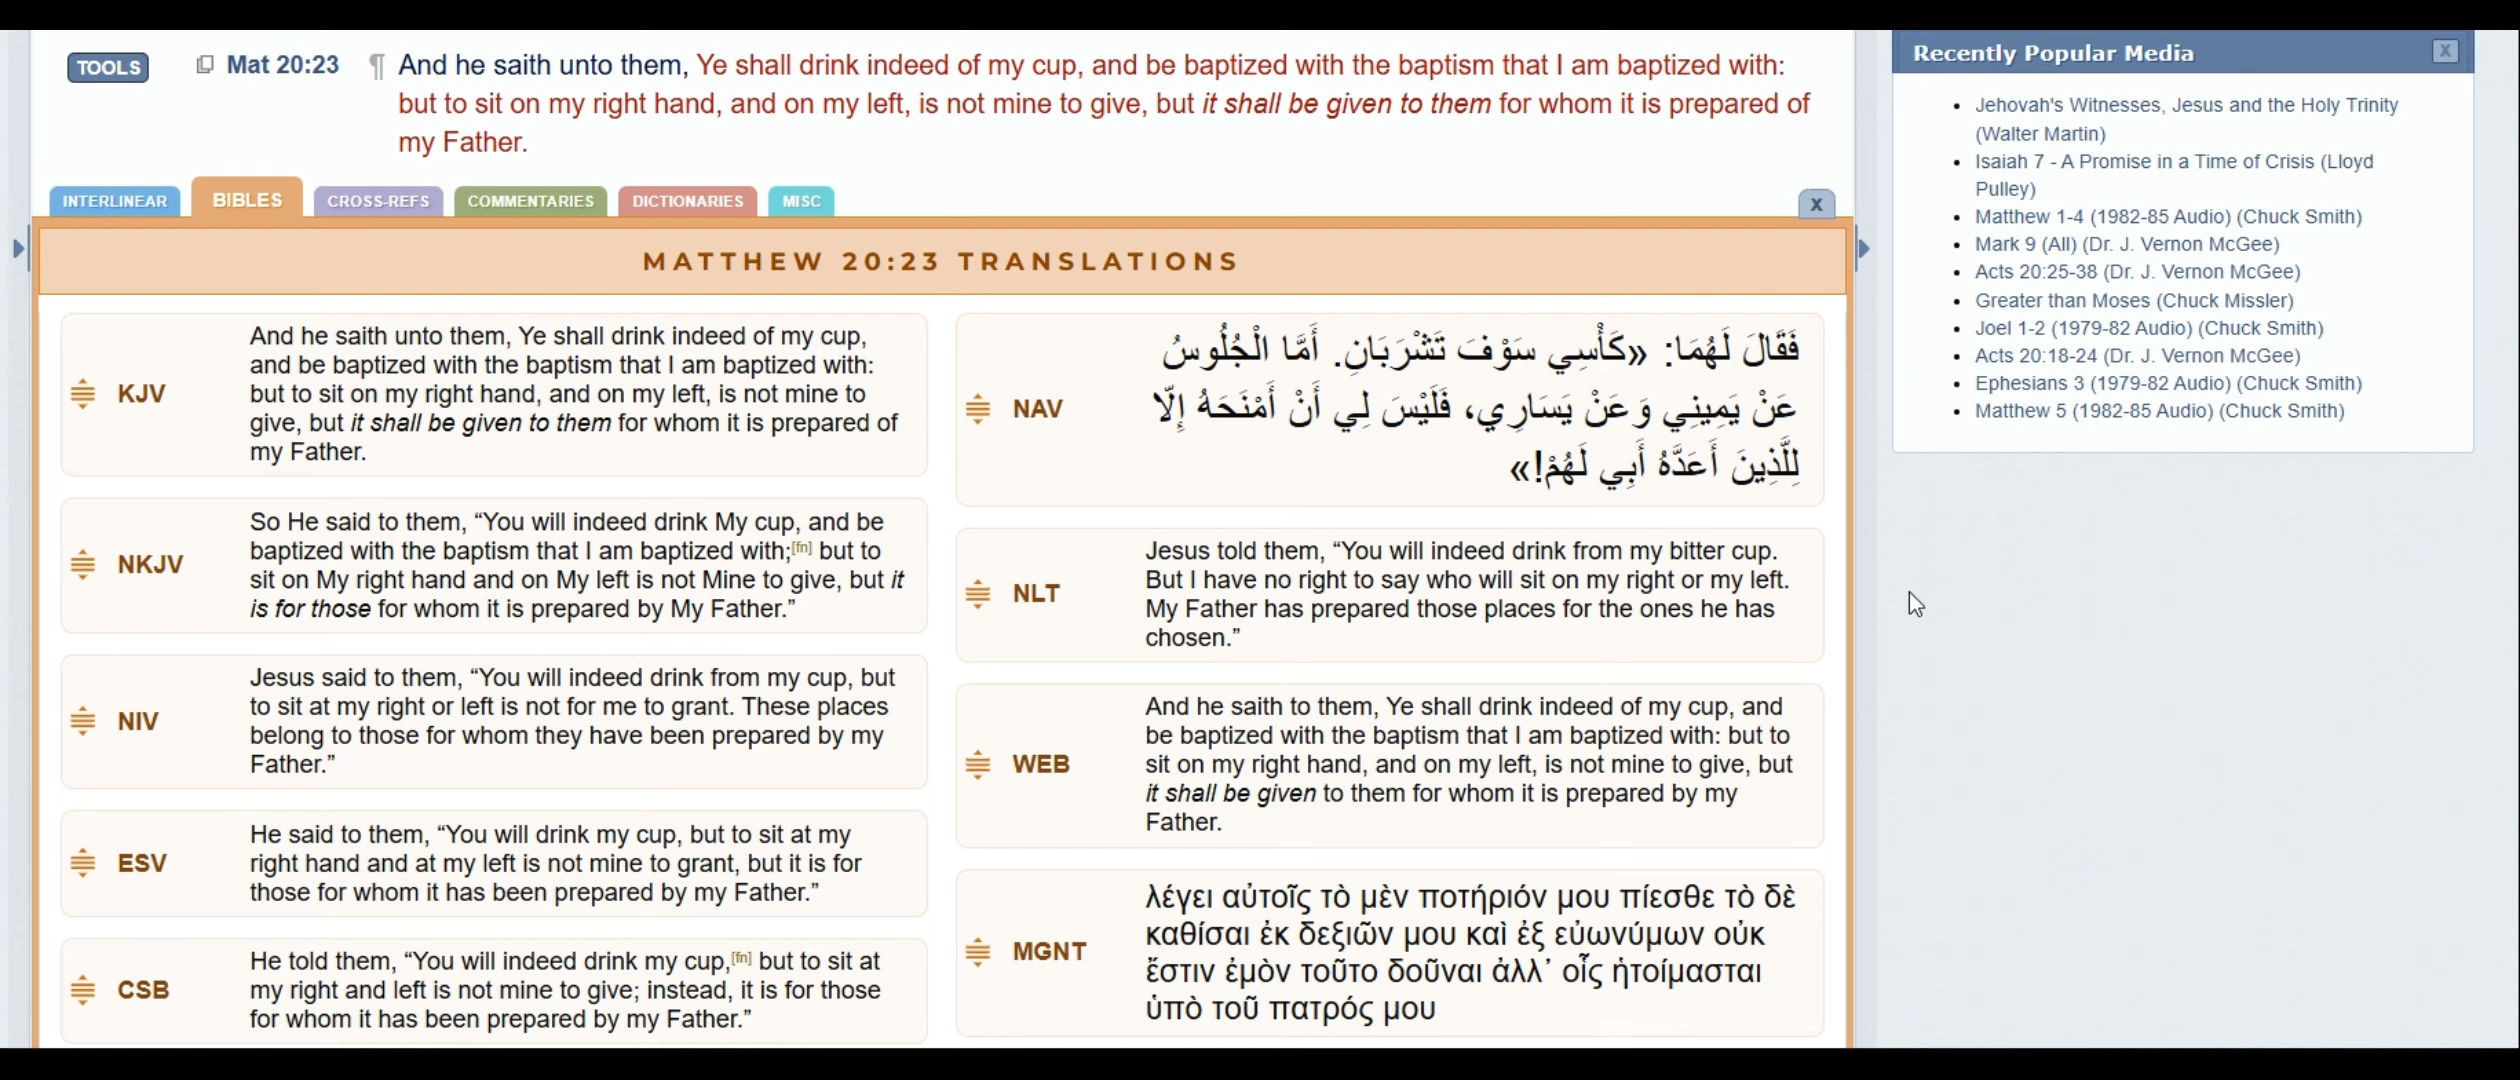 TOOLS
Mat 20:23
¶ And he saith unto them, Ye shall drink indeed of my cup, and be baptized with the baptism that I am baptized with:
but to sit on my right hand, and on my left, is not mine to give, but it shall be given to them for whom it is prepared of
my Father.
INTERLINEAR
BIBLES
CROSS-REFS
COMMENTARIES
DICTIONARIES
MISC
X
MATTHEW 20:23 TRANSLATIONS
KJV
And he saith unto them, Ye shall drink indeed of my cup,
and be baptized with the baptism that I am baptized with:
but to sit on my right hand, and on my left, is not mine to
give, but it shall be given to them for whom it is prepared of
my Father.
NKJV
So He said to them, “You will indeed drink My cup, and be
baptized with the baptism that I am baptized with;[fn] but to
sit on My right hand and on My left is not Mine to give, but it
is for those for whom it is prepared by My Father.”
NIV
Jesus said to them, “You will indeed drink from my cup, but
to sit at my right or left is not for me to grant. These places
belong to those for whom they have been prepared by my
Father.”
ESV
He said to them, “You will drink my cup, but to sit at my
right hand and at my left is not mine to grant, but it is for
those for whom it has been prepared by my Father.”
CSB
He told them, “You will indeed drink my cup,[fn] but to sit at
my right and left is not mine to give; instead, it is for those
for whom it has been prepared by my Father.”
NAV
فَقَالَ لَهُمَا: «كَأْسِي سَوْفَ تَشْرَبَانِ. أَمَّا الْجُلُوسُ
عَنْ يَمِينِي وَعَنْ يَسَارِي، فَلَيْسَ لِي أَنْ أَمْنَحَهُ إِلّا
لِلَّذِينَ أَعَدَّهُ أَبِي لَهُمْ!»
NLT
Jesus told them, “You will indeed drink from my bitter cup.
But I have no right to say who will sit on my right or my left.
My Father has prepared those places for the ones he has
chosen.”
WEB
And he saith to them, Ye shall drink indeed of my cup, and
be baptized with the baptism that I am baptized with: but to
sit on my right hand, and on my left, is not mine to give, but
it shall be given to them for whom it is prepared by my
Father.
MGNT
λέγει αὐτοῖς τὸ μὲν ποτήριόν μου πίεσθε τὸ δὲ
καθίσαι ἐκ δεξιῶν μου καὶ ἐξ εὐωνύμων οὐκ
ἔστιν ἐμὸν τοῦτο δοῦναι ἀλλ᾽ οἷς ἡτοίμασται
ὑπὸ τοῦ πατρός μου
Recently Popular Media
X
Jehovah's Witnesses, Jesus and the Holy Trinity
(Walter Martin)
Isaiah 7 - A Promise in a Time of Crisis (Lloyd
Pulley)
Matthew 1-4 (1982-85 Audio) (Chuck Smith)
Mark 9 (All) (Dr. J. Vernon McGee)
Acts 20:25-38 (Dr. J. Vernon McGee)
Greater than Moses (Chuck Missler)
Joel 1-2 (1979-82 Audio) (Chuck Smith)
Acts 20:18-24 (Dr. J. Vernon McGee)
Ephesians 3 (1979-82 Audio) (Chuck Smith)
Matthew 5 (1982-85 Audio) (Chuck Smith)